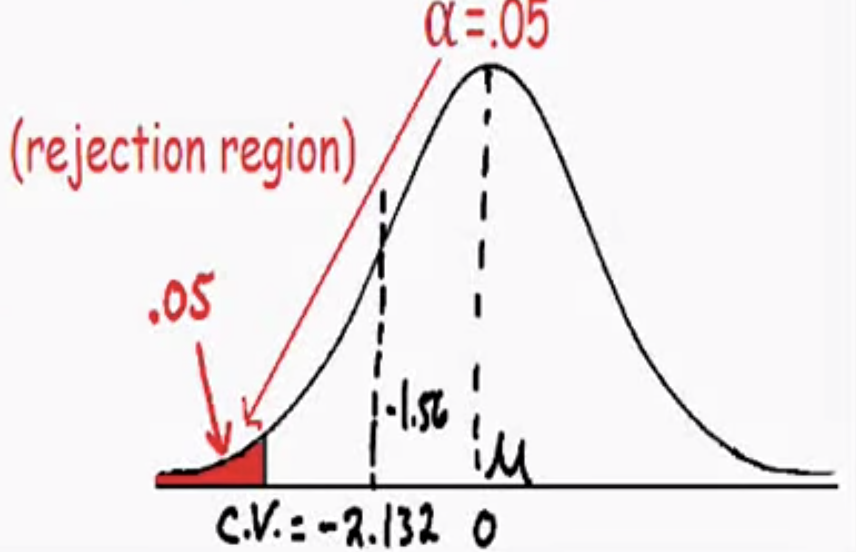 α=.05
(rejection region)
.05
-1.56
μ
C.V.=-2.132 0